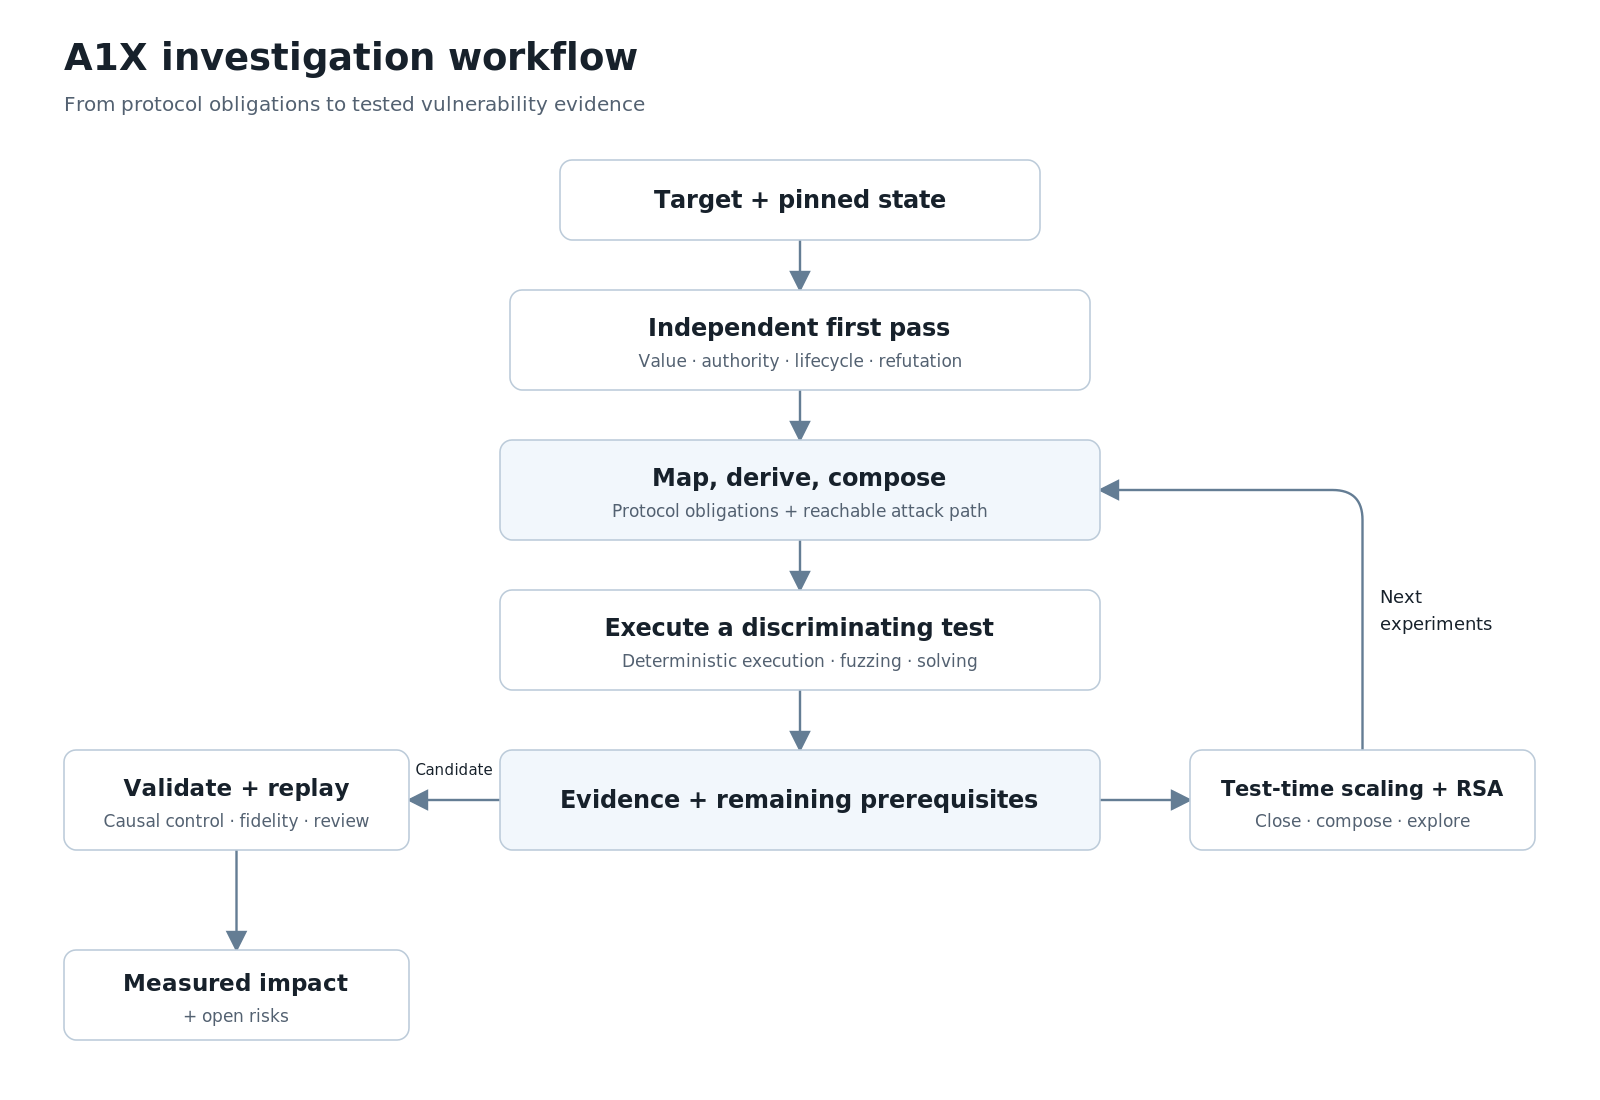 A1X investigation workflow
From protocol obligations to tested vulnerability evidence
Target + pinned state
Independent first pass
Value · authority · lifecycle · refutation
Map, derive, compose
Protocol obligations + reachable attack path
Execute a discriminating test
Deterministic execution · fuzzing · solving
Next
experiments
Validate + replay
Causal control · fidelity · review
Candidate
Evidence + remaining prerequisites
Test-time scaling + RSA
Close · compose · explore
Measured impact
+ open risks